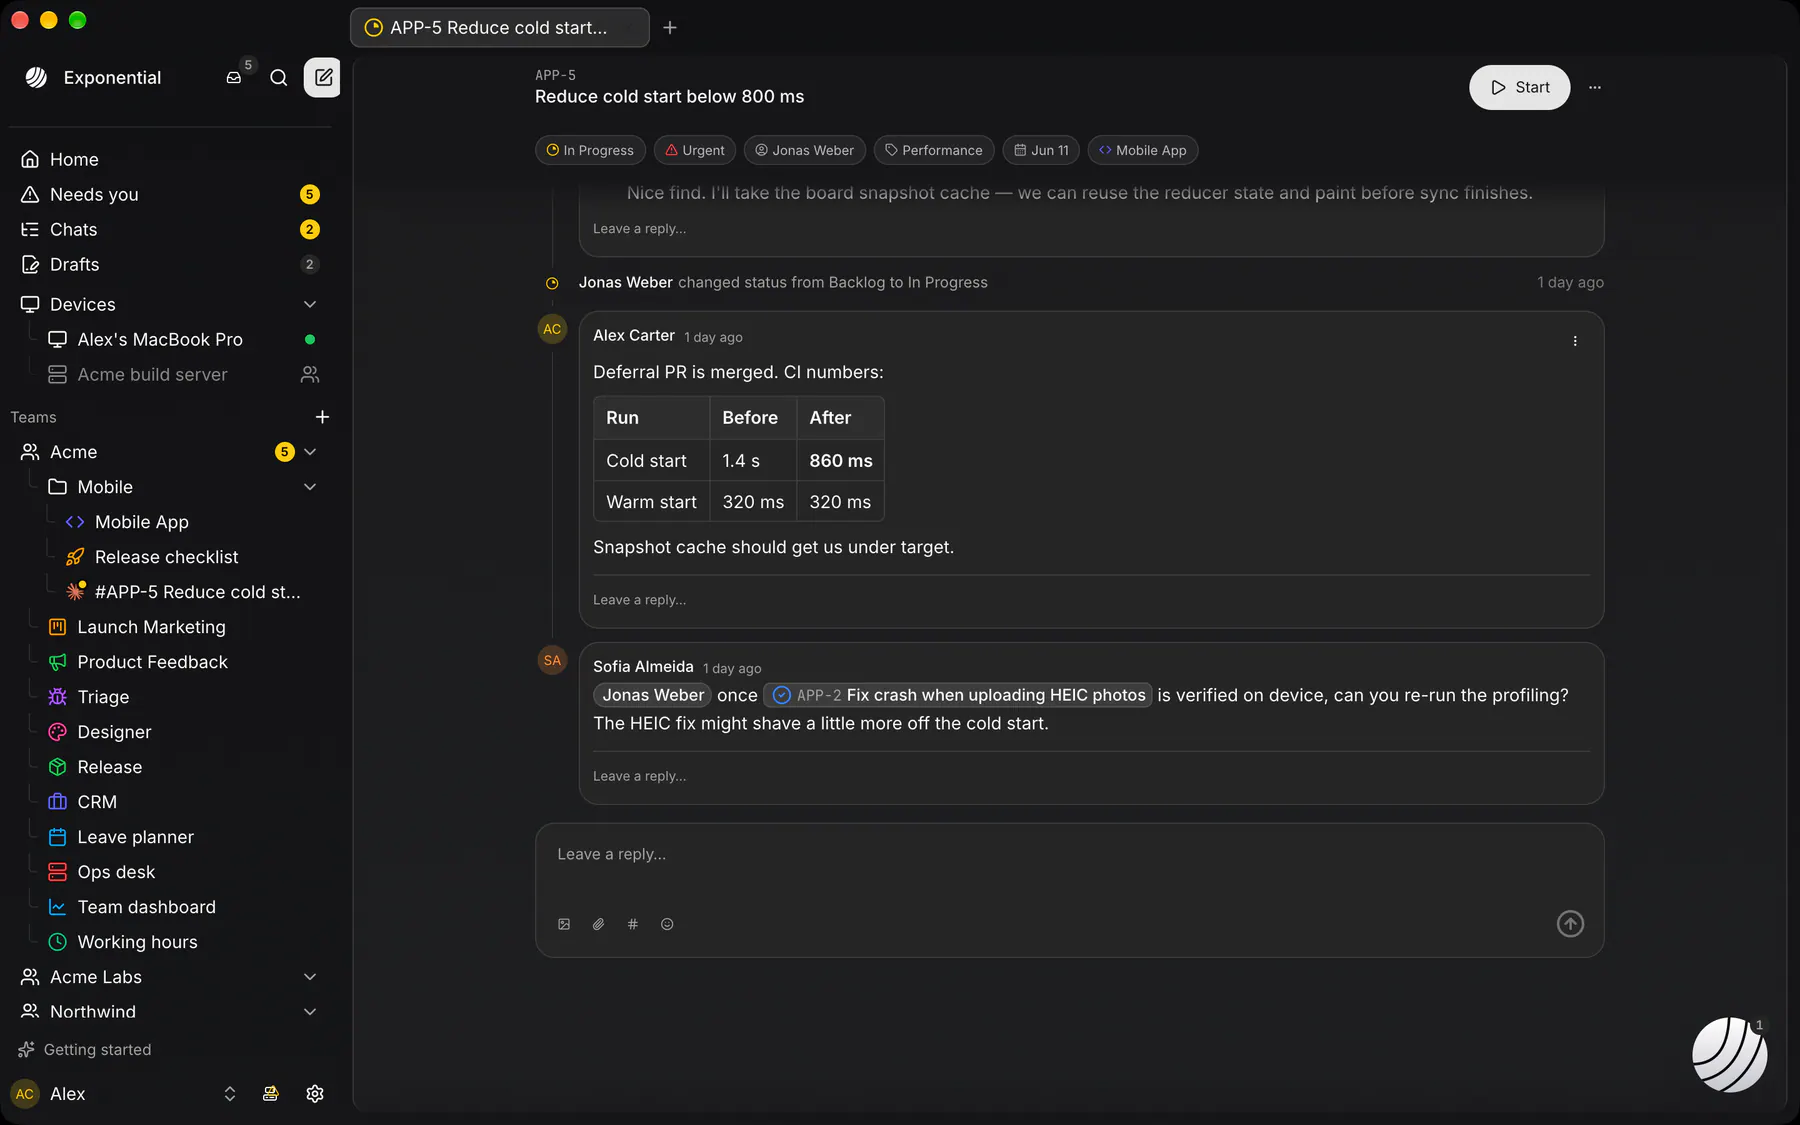 APP-5 Reduce cold start...
Exponential
5
Home
Needs you
5
Chats
2
Drafts
2
Devices
Alex's MacBook Pro
Acme build server
Teams
Acme
5
Mobile
Mobile App
Release checklist
#APP-5 Reduce cold st...
Launch Marketing
Product Feedback
Triage
Designer
Release
CRM
Leave planner
Ops desk
Team dashboard
Working hours
Acme Labs
Northwind
Getting started
AC
Alex
APP-5
Reduce cold start below 800 ms
Start
In Progress
Urgent
Jonas Weber
Performance
Jun 11
Mobile App
Nice find. I'll take the board snapshot cache — we can reuse the reducer state and paint before sync finishes.
Leave a reply...
Jonas Weber changed status from Backlog to In Progress
1 day ago
AC
Alex Carter 1 day ago
Deferral PR is merged. CI numbers:
Run Before After
Cold start 1.4 s 860 ms
Warm start 320 ms 320 ms
Snapshot cache should get us under target.
Leave a reply...
SA
Sofia Almeida 1 day ago
Jonas Weber once APP-2 Fix crash when uploading HEIC photos is verified on device, can you re-run the profiling?
The HEIC fix might shave a little more off the cold start.
Leave a reply...
Leave a reply...
1